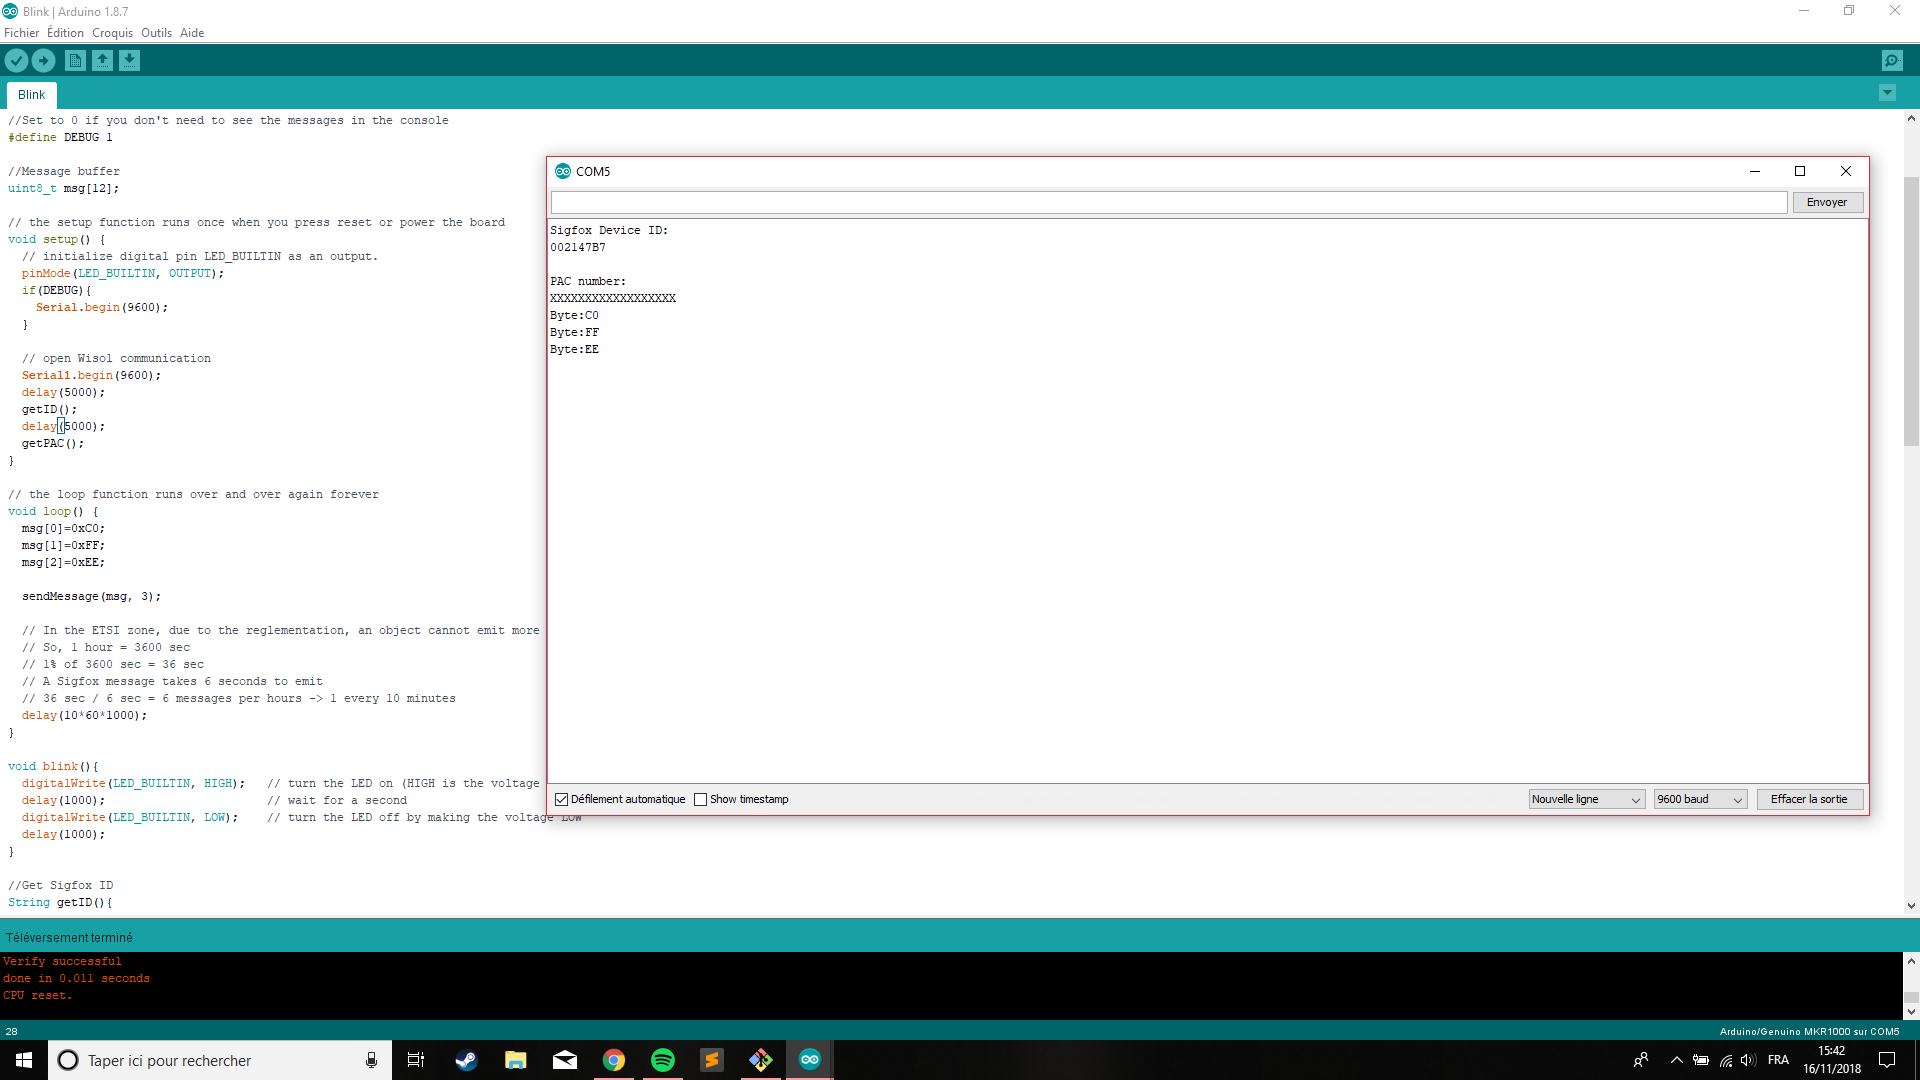 Blink | Arduino 1.8.7
Fichier Édition Croquis Outils Aide
Blink
//Set to 0 if you don't need to see the messages in the console
#define DEBUG 1
//Message buffer
uint8_t msg[12];
// the setup function runs once when you press reset or power the board
void setup() {
// initialize digital pin LED_BUILTIN as an output.
pinMode(LED_BUILTIN, OUTPUT);
if(DEBUG){
Serial.begin(9600);
}
// open Wisol communication
Serial1.begin(9600);
delay(5000);
getID();
delay(5000);
getPAC();
}
// the loop function runs over and over again forever
void loop() {
msg[0]=0xC0;
msg[1]=0xFF;
msg[2]=0xEE;
sendMessage(msg, 3);
// In the ETSI zone, due to the reglementation, an object cannot emit more
// So, 1 hour = 3600 sec
// 1% of 3600 sec = 36 sec
// A Sigfox message takes 6 seconds to emit
// 36 sec / 6 sec = 6 messages per hours -> 1 every 10 minutes
delay(10*60*1000);
}
void blink(){
digitalWrite(LED_BUILTIN, HIGH); // turn the LED on (HIGH is the voltage
delay(1000); // wait for a second
digitalWrite(LED_BUILTIN, LOW); // turn the LED off by making the voltage LOW
delay(1000);
}
//Get Sigfox ID
String getID(){
COM5
Envoyer
Sigfox Device ID:
002147B7
PAC number:
XXXXXXXXXXXXXXXXXX
Byte:C0
Byte:FF
Byte:EE
Défilement automatique Show timestamp Nouvelle ligne 9600 baud Effacer la sortie
Téléversement terminé
Verify successful
done in 0.011 seconds
CPU reset.
28 Arduino/Genuino MKR1000 sur COM5
Taper ici pour rechercher FRA 15:42
16/11/2018